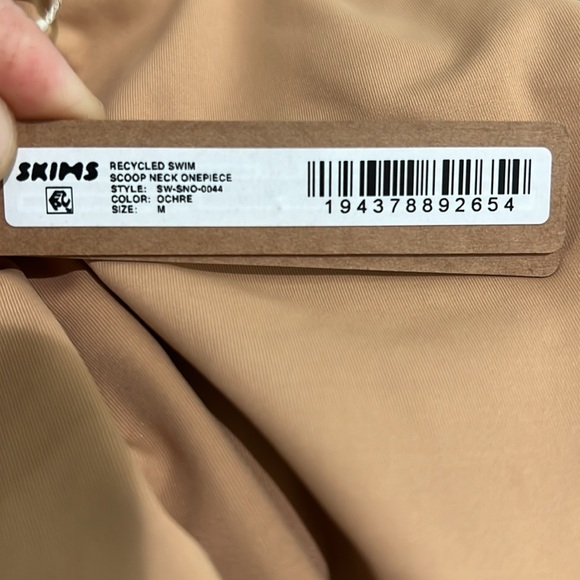 SKIMS
RECYCLED SWIM
SCOOP NECK ONEPIECE
STYLE: SW-SNO-0044
COLOR: OCHRE
SIZE: M
194378892654